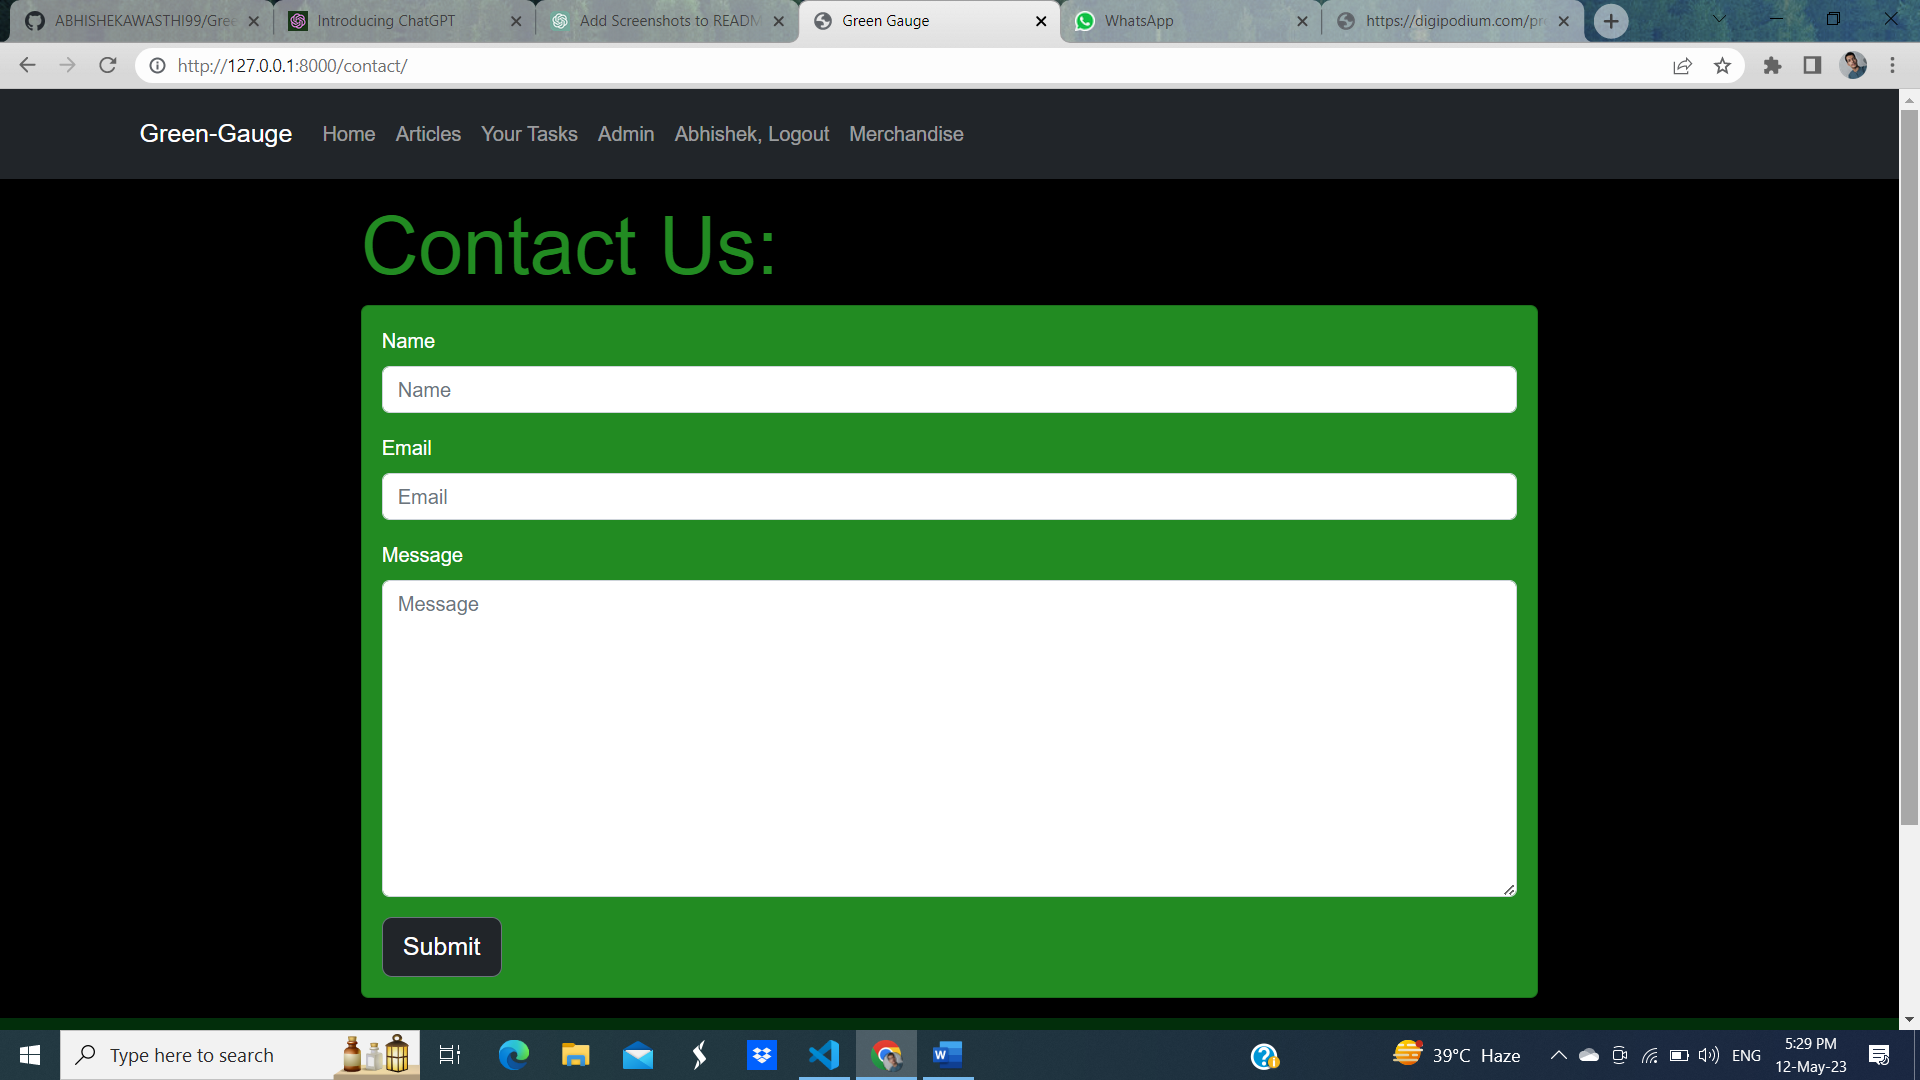 ABHISHEKAWASTHI99/Gree
Introducing ChatGPT
Add Screenshots to READM
Green Gauge
WhatsApp
https://digipodium.com/pre
http://127.0.0.1:8000/contact/
Green-Gauge Home Articles Your Tasks Admin Abhishek, Logout Merchandise
Contact Us:
Name
Name
Email
Email
Message
Message
Submit
Type here to search
39°C Haze
ENG
5:29 PM
12-May-23